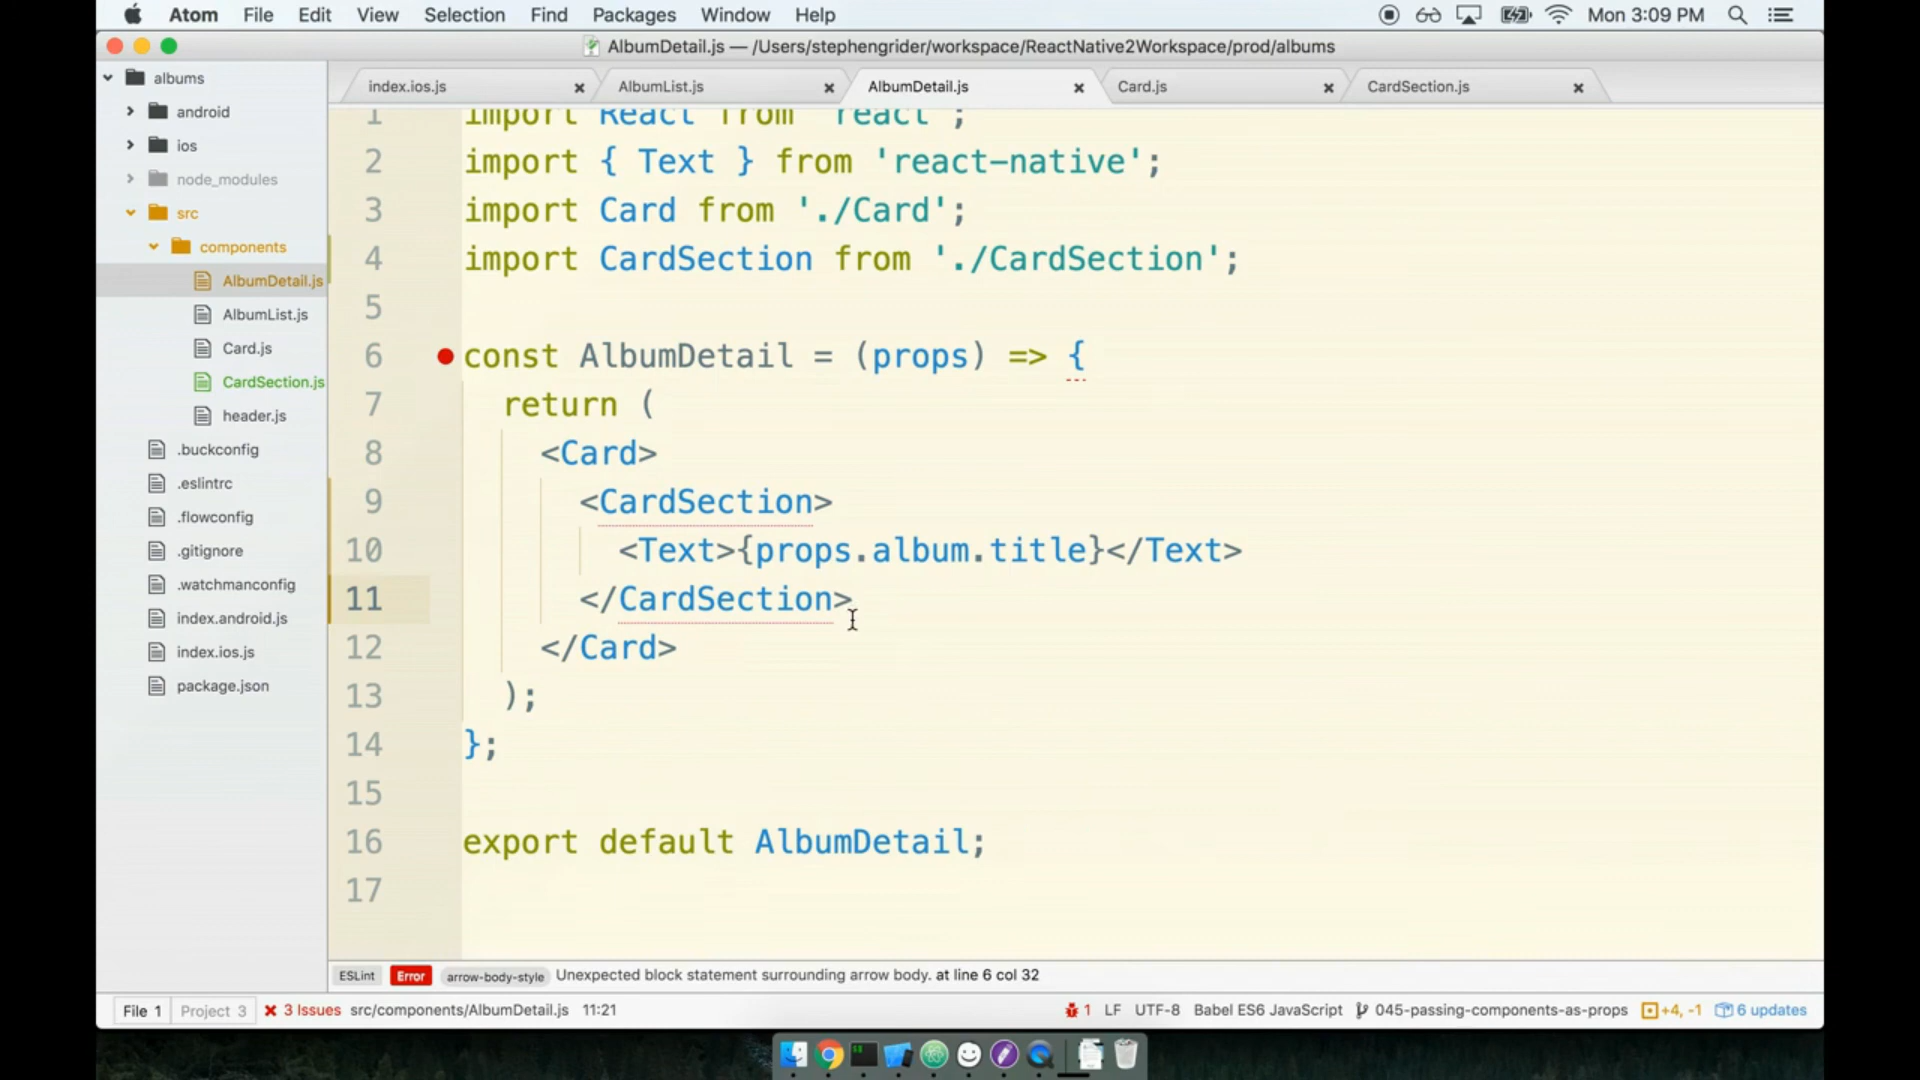 Atom File Edit View Selection Find Packages Window Help Mon 3:09 PM
AlbumDetail.js — /Users/stephengrider/workspace/ReactNative2Workspace/prod/albums
albums
android
ios
node_modules
src
components
AlbumDetail.js
AlbumList.js
Card.js
CardSection.js
header.js
.buckconfig
.eslintrc
.flowconfig
.gitignore
.watchmanconfig
index.android.js
index.ios.js
package.json
index.ios.js AlbumList.js AlbumDetail.js Card.js CardSection.js
1 import React from 'react';
2 import { Text } from 'react-native';
3 import Card from './Card';
4 import CardSection from './CardSection';
5
6 const AlbumDetail = (props) => {
7 return (
8 <Card>
9 <CardSection>
10 <Text>{props.album.title}</Text>
11 </CardSection>
12 </Card>
13 );
14 };
15
16 export default AlbumDetail;
17
ESLint Error arrow-body-style Unexpected block statement surrounding arrow body. at line 6 col 32
File 1 Project 3 3 Issues src/components/AlbumDetail.js 11:21 1 LF UTF-8 Babel ES6 JavaScript 045-passing-components-as-props +4, -1 6 updates